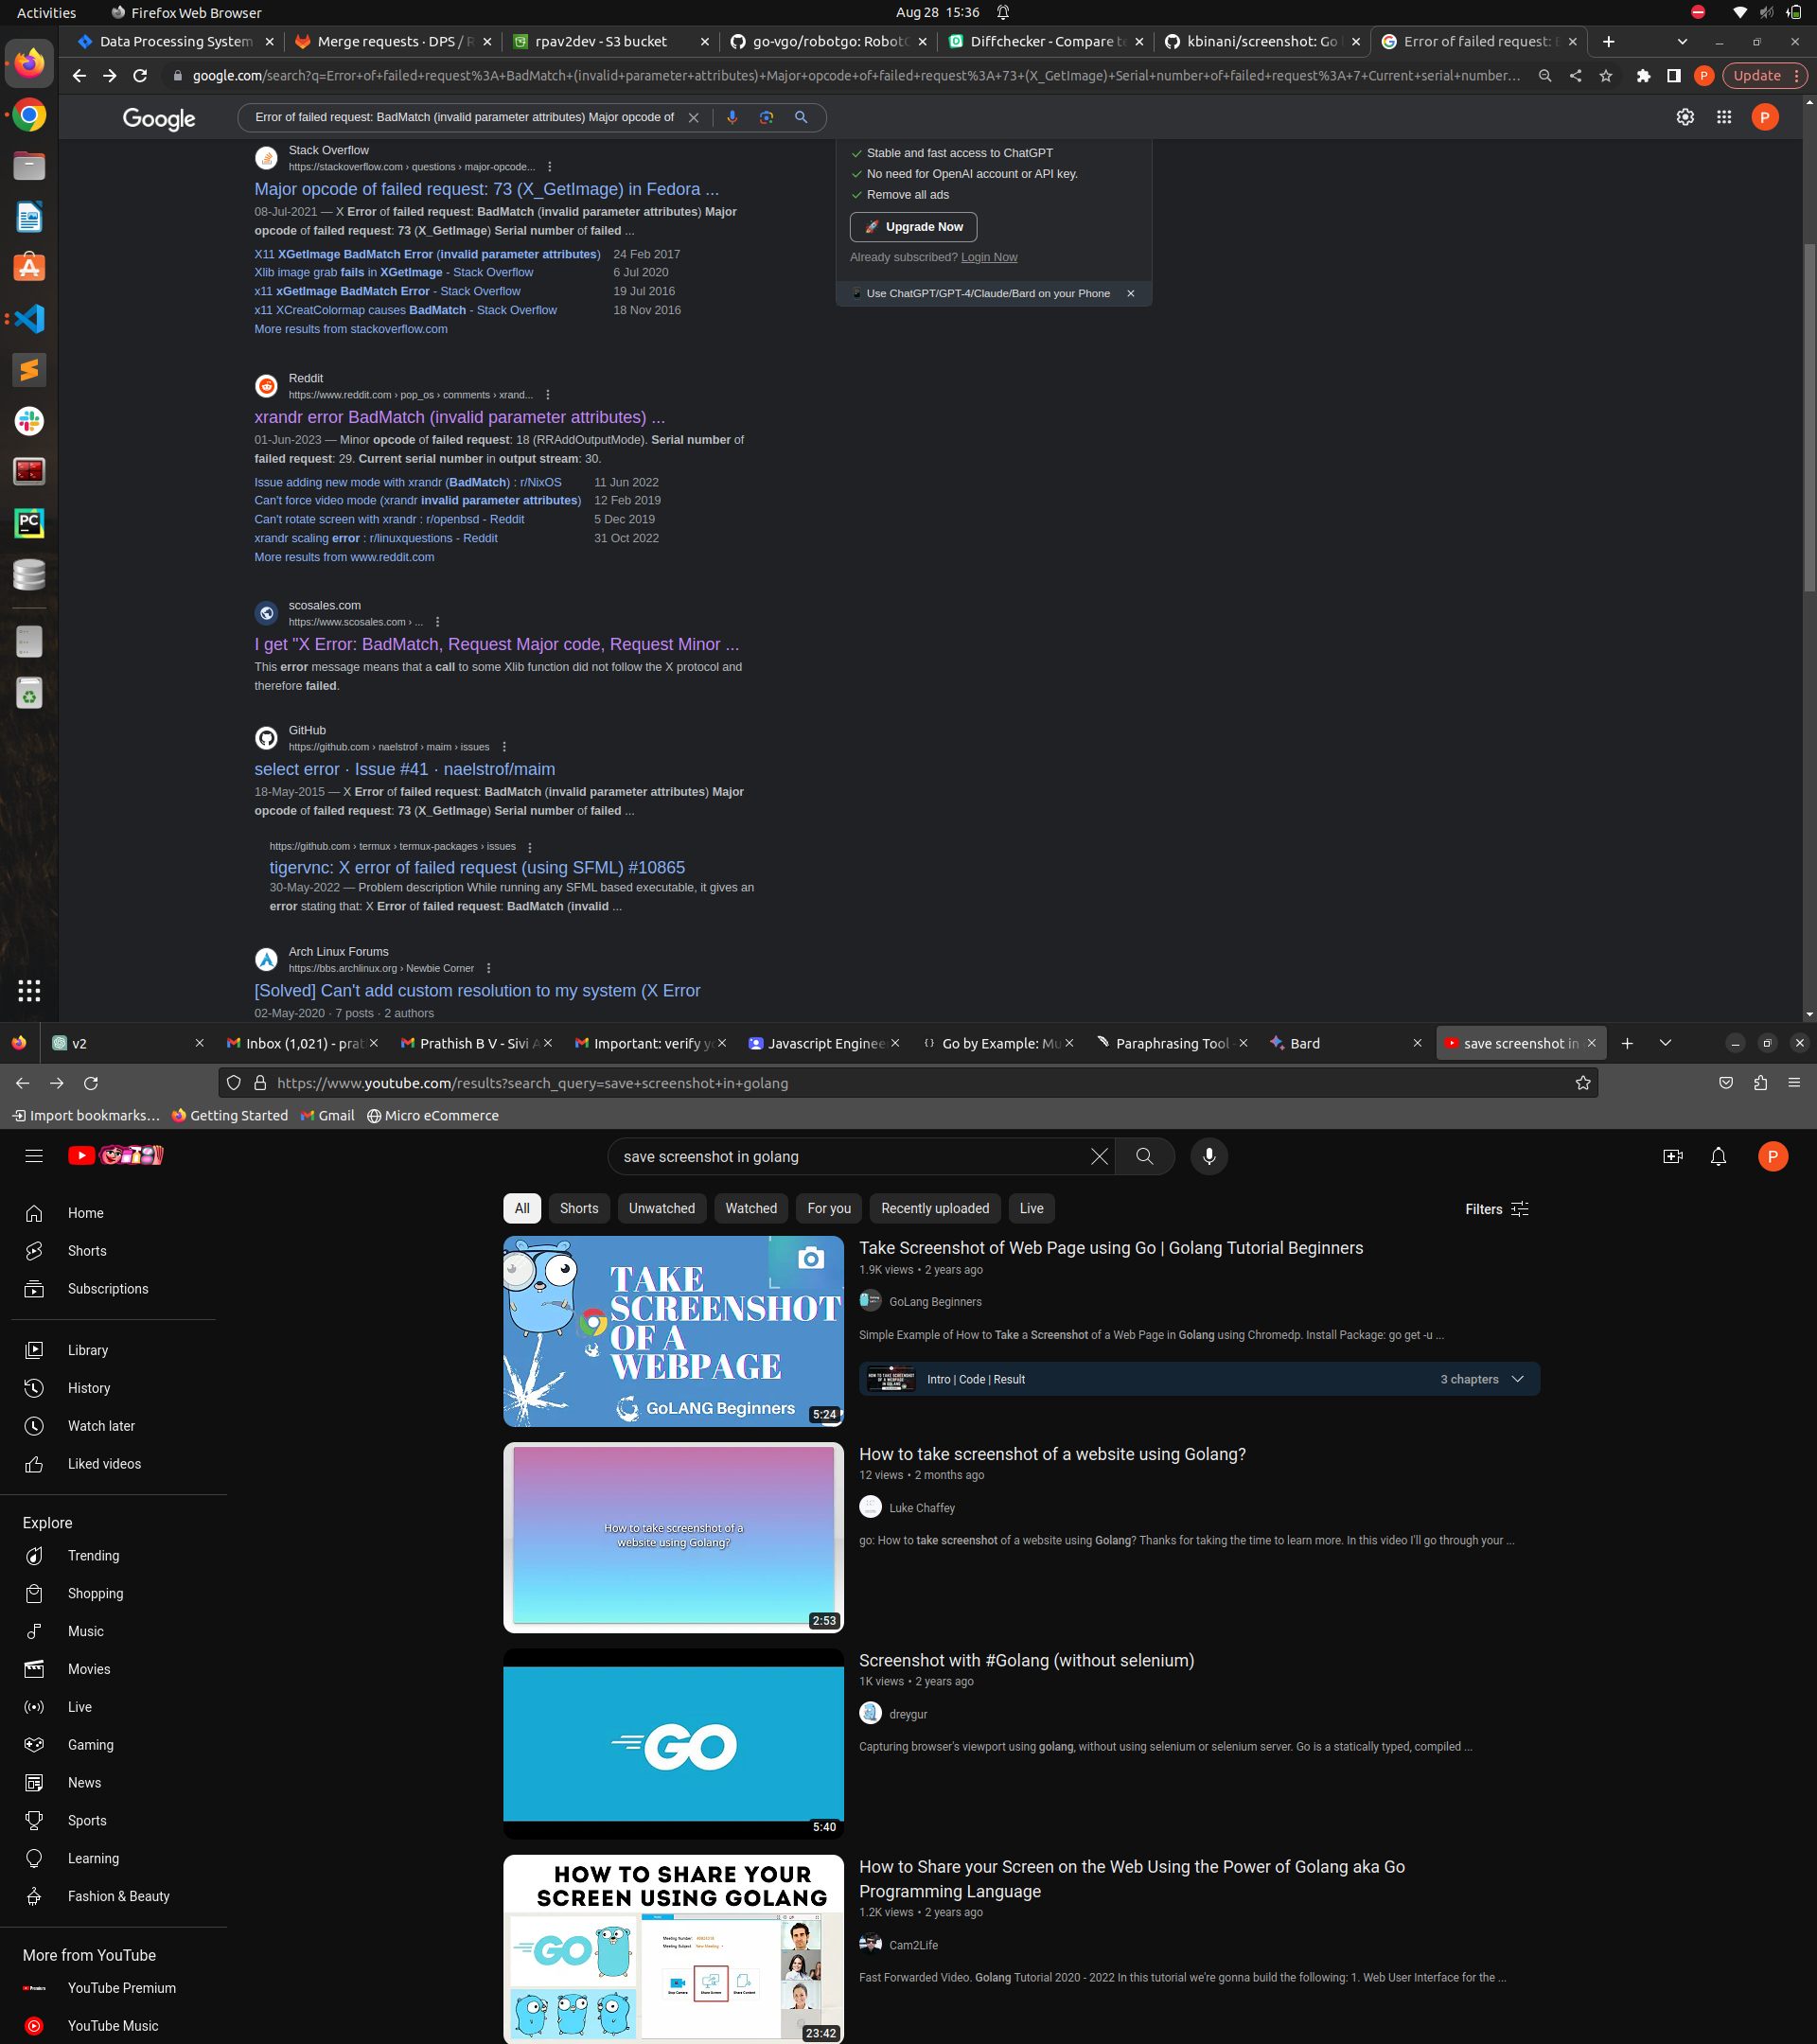 Activities
Firefox Web Browser
Aug 28 15:36
Data Processing System
Merge requests · DPS / R
rpav2dev - S3 bucket
go-vgo/robotgo: RobotG
Diffchecker - Compare te
kbinani/screenshot: Go l
Error of failed request: B
google.com/search?q=Error+of+failed+request%3A+BadMatch+(invalid+parameter+attributes)+Major+opcode+of+failed+request%3A+73+(X_GetImage)+Serial+number+of+failed+request%3A+7+Current+serial+number...
P
Update
Google
Error of failed request: BadMatch (invalid parameter attributes) Major opcode of
P
Stack Overflow
https://stackoverflow.com › questions › major-opcode...
Major opcode of failed request: 73 (X_GetImage) in Fedora ...
08-Jul-2021 — X Error of failed request: BadMatch (invalid parameter attributes) Major
opcode of failed request: 73 (X_GetImage) Serial number of failed ...
X11 XGetImage BadMatch Error (invalid parameter attributes) 24 Feb 2017
Xlib image grab fails in XGetImage - Stack Overflow 6 Jul 2020
x11 xGetImage BadMatch Error - Stack Overflow 19 Jul 2016
x11 XCreatColormap causes BadMatch - Stack Overflow 18 Nov 2016
More results from stackoverflow.com
Stable and fast access to ChatGPT
No need for OpenAI account or API key.
Remove all ads
Upgrade Now
Already subscribed? Login Now
Use ChatGPT/GPT-4/Claude/Bard on your Phone
Reddit
https://www.reddit.com › pop_os › comments › xrand...
xrandr error BadMatch (invalid parameter attributes) ...
01-Jun-2023 — Minor opcode of failed request: 18 (RRAddOutputMode). Serial number of
failed request: 29. Current serial number in output stream: 30.
Issue adding new mode with xrandr (BadMatch) : r/NixOS 11 Jun 2022
Can't force video mode (xrandr invalid parameter attributes) 12 Feb 2019
Can't rotate screen with xrandr : r/openbsd - Reddit 5 Dec 2019
xrandr scaling error : r/linuxquestions - Reddit 31 Oct 2022
More results from www.reddit.com
scosales.com
https://www.scosales.com › ...
I get "X Error: BadMatch, Request Major code, Request Minor ...
This error message means that a call to some Xlib function did not follow the X protocol and
therefore failed.
GitHub
https://github.com › naelstrof › maim › issues
select error · Issue #41 · naelstrof/maim
18-May-2015 — X Error of failed request: BadMatch (invalid parameter attributes) Major
opcode of failed request: 73 (X_GetImage) Serial number of failed ...
https://github.com › termux › termux-packages › issues
tigervnc: X error of failed request (using SFML) #10865
30-May-2022 — Problem description While running any SFML based executable, it gives an
error stating that: X Error of failed request: BadMatch (invalid ...
Arch Linux Forums
https://bbs.archlinux.org › Newbie Corner
[Solved] Can't add custom resolution to my system (X Error
02-May-2020 · 7 posts · 2 authors
PC
v2
Inbox (1,021) - prat
Prathish B V - Sivi A
Important: verify y
Javascript Enginee
Go by Example: Mu
Paraphrasing Tool -
Bard
save screenshot in
https://www.youtube.com/results?search_query=save+screenshot+in+golang
Import bookmarks...
Getting Started
Gmail
Micro eCommerce
save screenshot in golang
P
Home
Shorts
Subscriptions
Library
History
Watch later
Liked videos
Explore
Trending
Shopping
Music
Movies
Live
Gaming
News
Sports
Learning
Fashion & Beauty
More from YouTube
YouTube Premium
YouTube Music
All
Shorts
Unwatched
Watched
For you
Recently uploaded
Live
Filters
TAKE
SCREENSHOT
OF A
WEBPAGE
GoLANG Beginners
5:24
Take Screenshot of Web Page using Go | Golang Tutorial Beginners
1.9K views • 2 years ago
GoLang Beginners
Simple Example of How to Take a Screenshot of a Web Page in Golang using Chromedp. Install Package: go get -u ...
HOW TO TAKE SCREENSHOT
OF A WEBPAGE
IN GOLANG
Intro | Code | Result
3 chapters
How to take screenshot of a
website using Golang?
2:53
How to take screenshot of a website using Golang?
12 views • 2 months ago
Luke Chaffey
go: How to take screenshot of a website using Golang? Thanks for taking the time to learn more. In this video I'll go through your ...
GO
5:40
Screenshot with #Golang (without selenium)
1K views • 2 years ago
dreygur
Capturing browser's viewport using golang, without using selenium or selenium server. Go is a statically typed, compiled ...
HOW TO SHARE YOUR
SCREEN USING GOLANG
GO
Meeting Number:
Meeting Subject:
Stop Camera
Share Screen
Share Content
23:42
How to Share your Screen on the Web Using the Power of Golang aka Go
Programming Language
1.2K views • 2 years ago
Cam2Life
Fast Forwarded Video. Golang Tutorial 2020 - 2022 In this tutorial we're gonna build the following: 1. Web User Interface for the ...